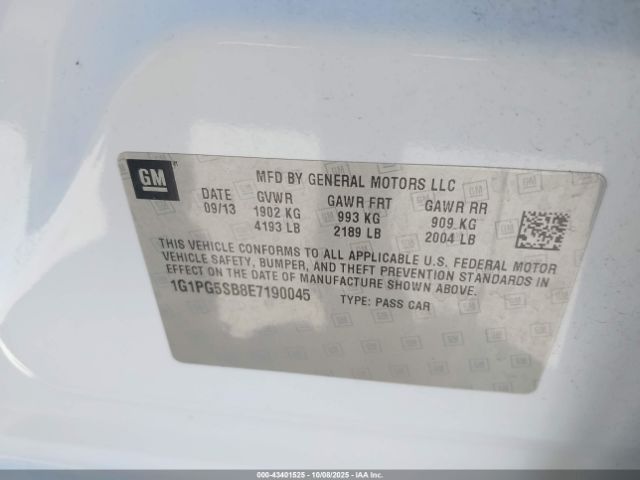 GM
MFD BY GENERAL MOTORS LLC
DATE GVWR GAWR FRT GAWR RR
09/13 1902 KG 993 KG 909 KG
4193 LB 2189 LB 2004 LB
THIS VEHICLE CONFORMS TO ALL APPLICABLE U.S. FEDERAL MOTOR
VEHICLE SAFETY, BUMPER, AND THEFT PREVENTION STANDARDS IN
EFFECT ON THE DATE OF MANUFACTURE SHOWN ABOVE.
1G1PG5SB8E7190045 TYPE: PASS CAR
000-43401525 10/08/2025 IAA Inc.